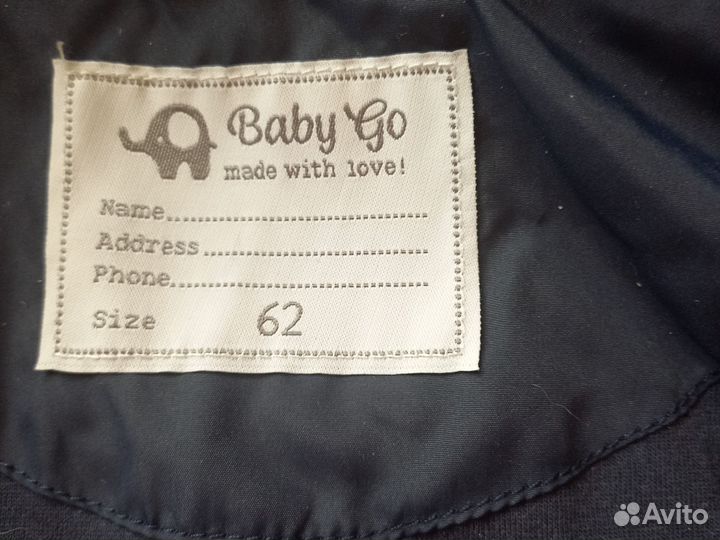 Baby Go
made with love!
Name
Address
Phone
Size 62
Avito